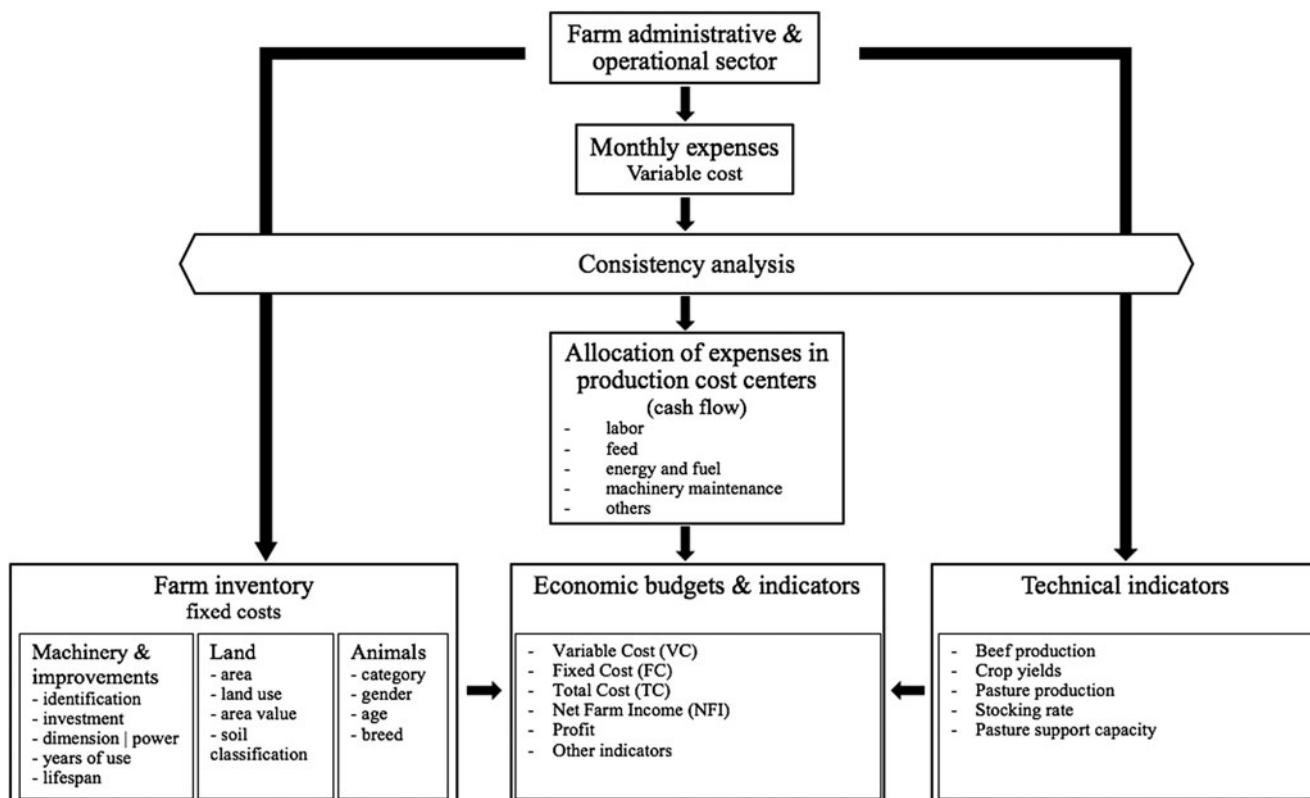 Farm administrative &
operational sector
Monthly expenses
Variable cost
Consistency analysis
Allocation of expenses in
production cost centers
(cash flow)
- labor
- feed
- energy and fuel
- machinery maintenance
- others
Farm inventory
fixed costs
Machinery &
improvements
- identification
- investment
- dimension | power
- years of use
- lifespan
Land
- area
- land use
- area value
- soil
classification
Animals
- category
- gender
- age
- breed
Economic budgets & indicators
- Variable Cost (VC)
- Fixed Cost (FC)
- Total Cost (TC)
- Net Farm Income (NFI)
- Profit
- Other indicators
Technical indicators
- Beef production
- Crop yields
- Pasture production
- Stocking rate
- Pasture support capacity